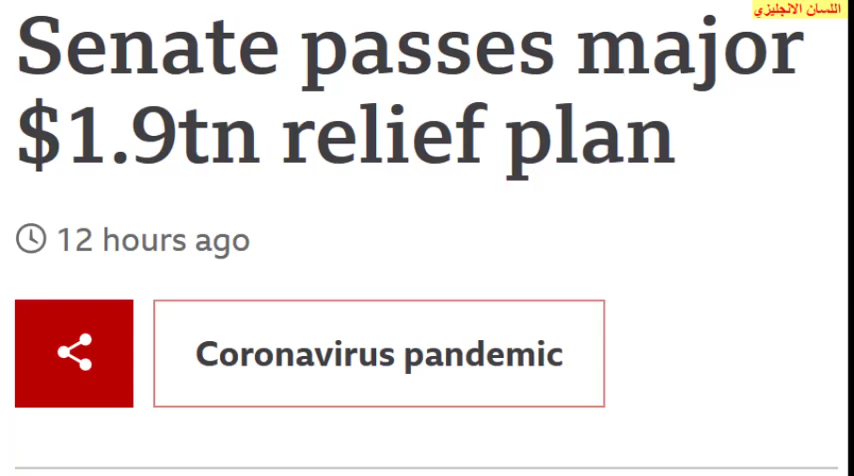 اللسان الانجليزي
Senate passes major
$1.9tn relief plan
12 hours ago
Coronavirus pandemic